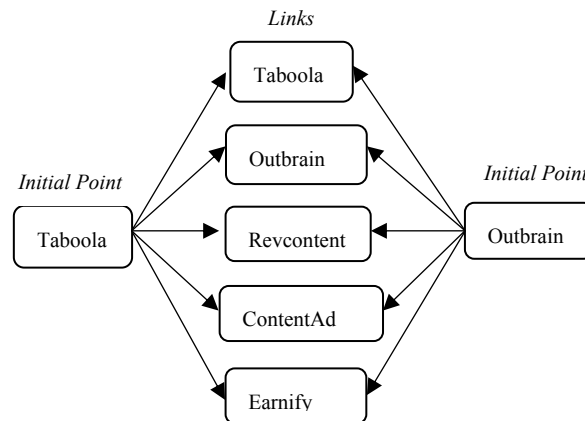 Links
Taboola
Outbrain
Initial Point
Initial Point
Taboola
Revcontent
Outbrain
ContentAd
Earnify